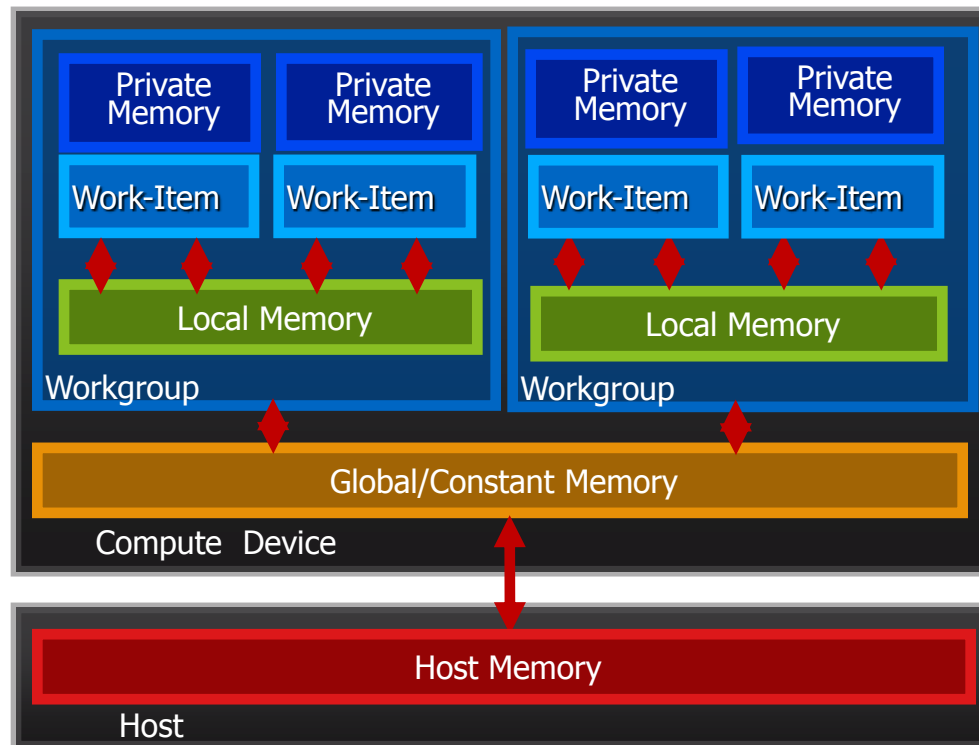 Private
Memory
Private
Memory
Private
Memory
Private
Memory
Work-Item
Work-Item
Work-Item
Work-Item
Local Memory
Local Memory
Workgroup
Workgroup
Global/Constant Memory
Compute Device
Host Memory
Host